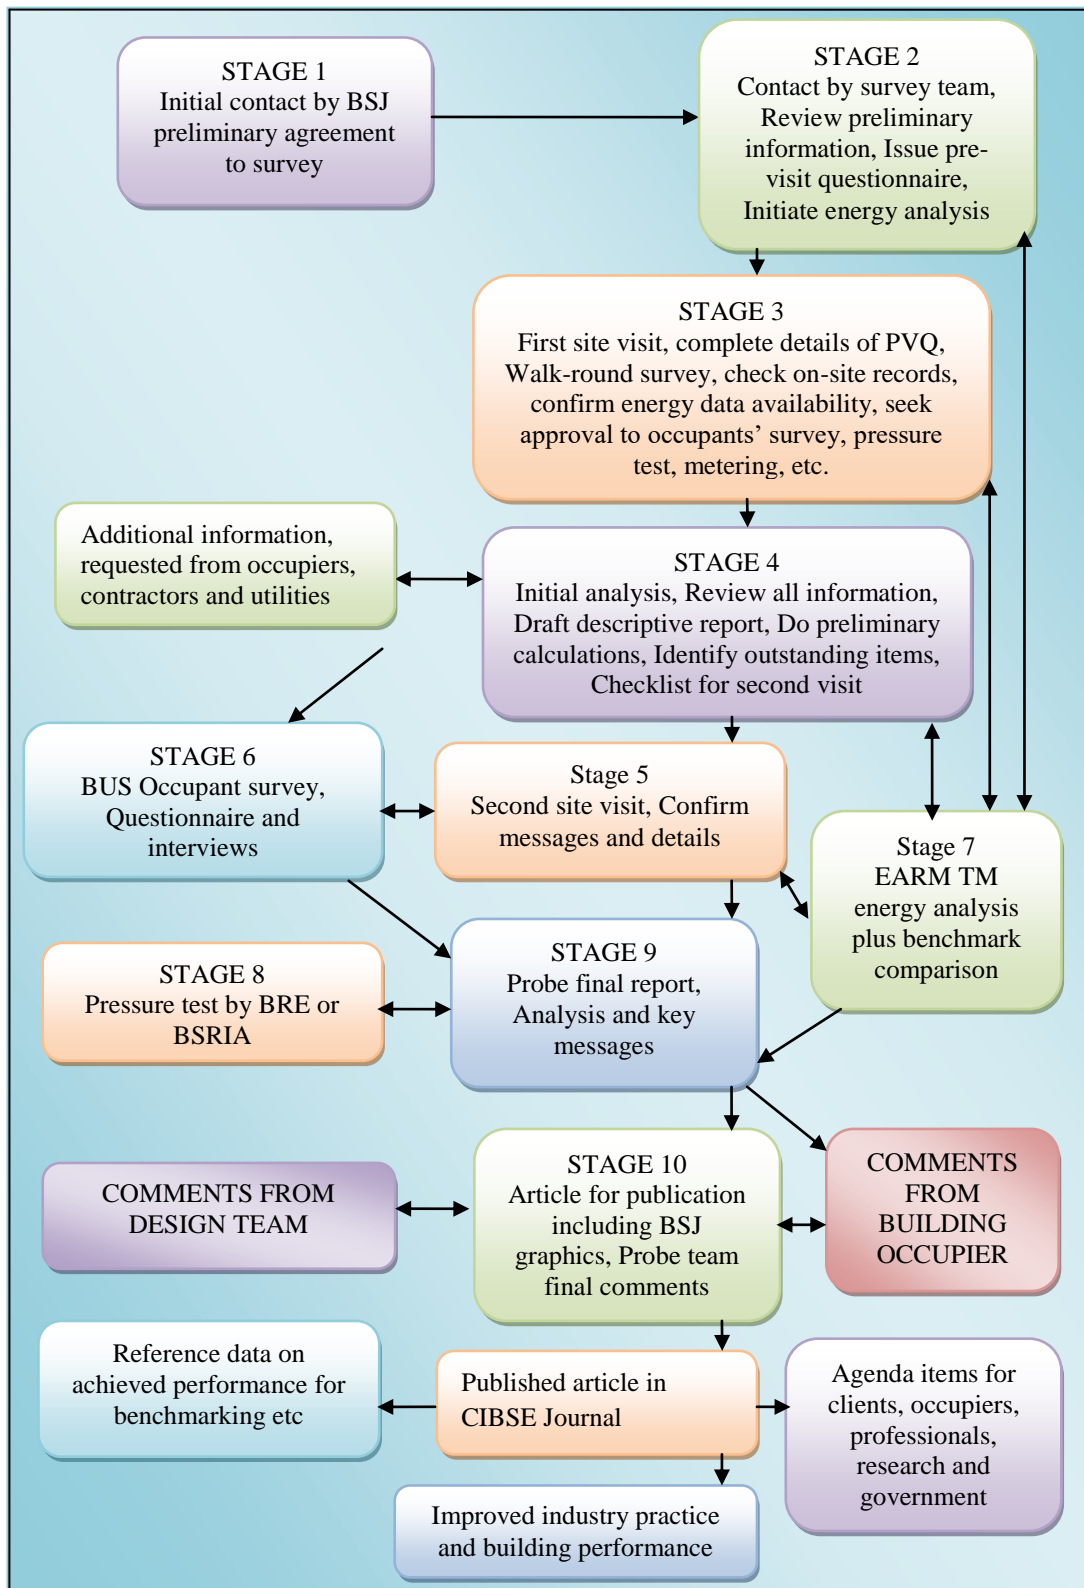 STAGE 1
Initial contact by BSJ
preliminary agreement
to survey
STAGE 2
Contact by survey team,
Review preliminary
information, Issue pre-
visit questionnaire,
Initiate energy analysis
STAGE 3
First site visit, complete details of PVQ,
Walk-round survey, check on-site records,
confirm energy data availability, seek
approval to occupants’ survey, pressure
test, metering, etc.
Additional information,
requested from occupiers,
contractors and utilities
STAGE 4
Initial analysis, Review all information,
Draft descriptive report, Do preliminary
calculations, Identify outstanding items,
Checklist for second visit
STAGE 6
BUS Occupant survey,
Questionnaire and
interviews
Stage 5
Second site visit, Confirm
messages and details
Stage 7
EARM TM
energy analysis
plus benchmark
comparison
STAGE 8
Pressure test by BRE or
BSRIA
STAGE 9
Probe final report,
Analysis and key
messages
COMMENTS FROM
DESIGN TEAM
STAGE 10
Article for publication
including BSJ
graphics, Probe team
final comments
COMMENTS
FROM
BUILDING
OCCUPIER
Reference data on
achieved performance for
benchmarking etc
Published article in
CIBSE Journal
Agenda items for
clients, occupiers,
professionals,
research and
government
Improved industry practice
and building performance